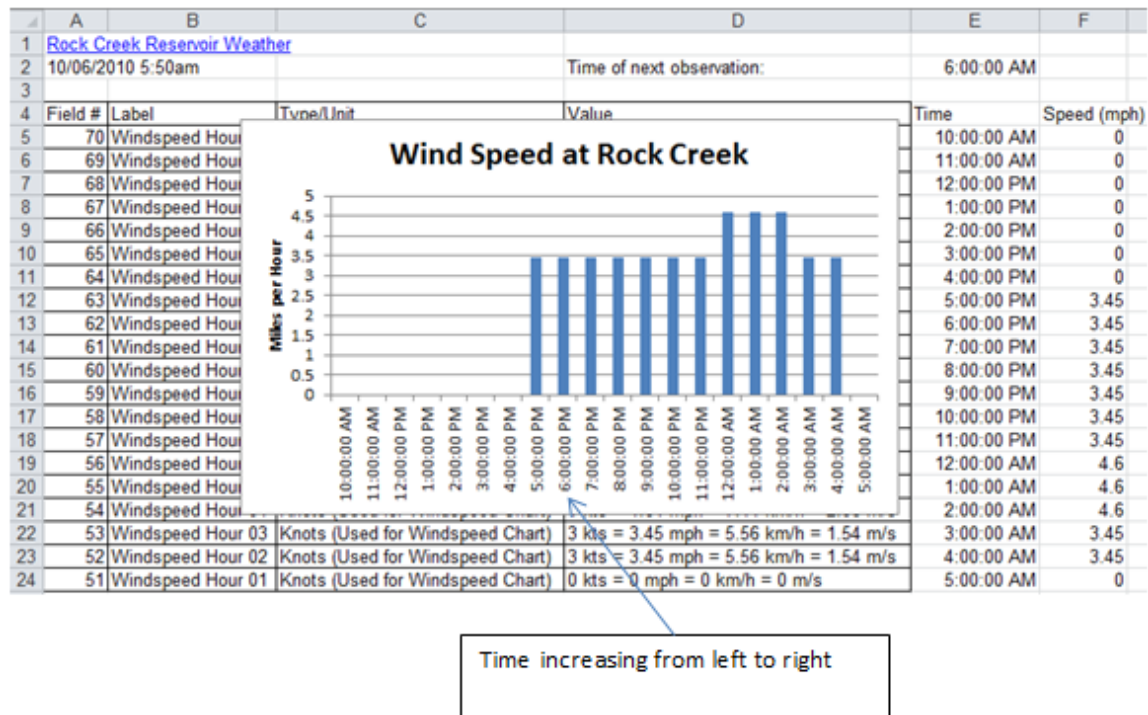 A B C D E F
1 Rock Creek Reservoir Weather
2 10/06/2010 5:50am Time of next observation: 6:00:00 AM
3
4 Field # Label Type/Unit Value Time Speed (mph)
5 70 Windspeed Hour 10:00:00 AM 0
6 69 Windspeed Hour 11:00:00 AM 0
7 68 Windspeed Hour 12:00:00 PM 0
8 67 Windspeed Hour 1:00:00 PM 0
9 66 Windspeed Hour 2:00:00 PM 0
10 65 Windspeed Hour 3:00:00 PM 0
11 64 Windspeed Hour 4:00:00 PM 0
12 63 Windspeed Hour 5:00:00 PM 3.45
13 62 Windspeed Hour 6:00:00 PM 3.45
14 61 Windspeed Hour 7:00:00 PM 3.45
15 60 Windspeed Hour 8:00:00 PM 3.45
16 59 Windspeed Hour 9:00:00 PM 3.45
17 58 Windspeed Hour 10:00:00 PM 3.45
18 57 Windspeed Hour 11:00:00 PM 3.45
19 56 Windspeed Hour 12:00:00 AM 4.6
20 55 Windspeed Hour 1:00:00 AM 4.6
21 54 Windspeed Hour 2:00:00 AM 4.6
22 53 Windspeed Hour 03 Knots (Used for Windspeed Chart) 3 kts = 3.45 mph = 5.56 km/h = 1.54 m/s 3:00:00 AM 3.45
23 52 Windspeed Hour 02 Knots (Used for Windspeed Chart) 3 kts = 3.45 mph = 5.56 km/h = 1.54 m/s 4:00:00 AM 3.45
24 51 Windspeed Hour 01 Knots (Used for Windspeed Chart) 0 kts = 0 mph = 0 km/h = 0 m/s 5:00:00 AM 0
Wind Speed at Rock Creek
Miles per Hour
5
4.5
4
3.5
3
2.5
2
1.5
1
0.5
0
10:00:00 AM
11:00:00 AM
12:00:00 PM
1:00:00 PM
2:00:00 PM
3:00:00 PM
4:00:00 PM
5:00:00 PM
6:00:00 PM
7:00:00 PM
8:00:00 PM
9:00:00 PM
10:00:00 PM
11:00:00 PM
12:00:00 AM
1:00:00 AM
2:00:00 AM
3:00:00 AM
4:00:00 AM
5:00:00 AM
Time increasing from left to right